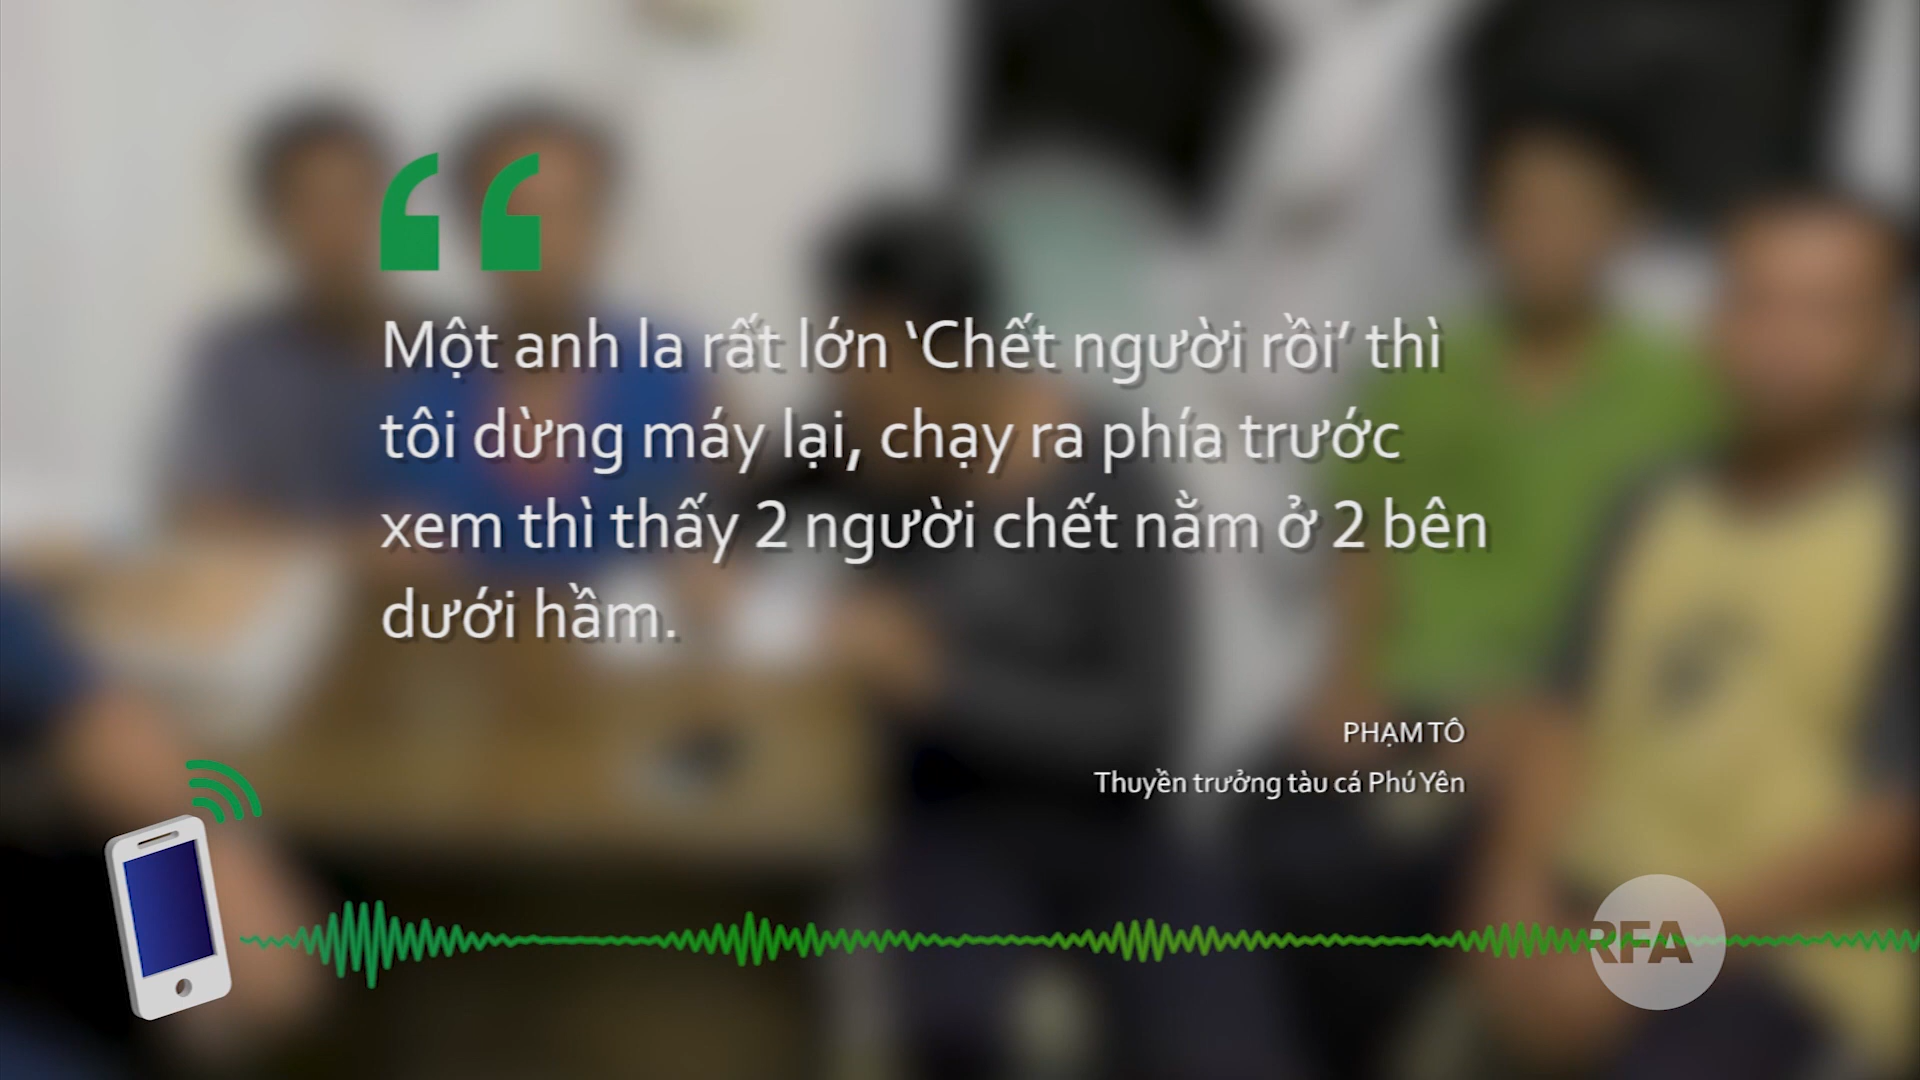 Một anh la rất lớn ‘Chết người rồi’ thì
tôi dừng máy lại, chạy ra phía trước
xem thì thấy 2 người chết nằm ở 2 bên
dưới hầm.
PHẠM TÔ
Thuyền trưởng tàu cá Phú Yên
RFA